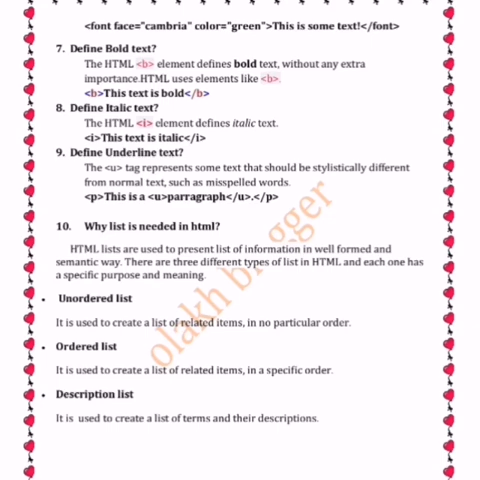 <font face="cambria" color="green">This is some text!</font>
7. Define Bold text?
The HTML <b> element defines bold text, without any extra
importance.HTML uses elements like <b>.
<b>This text is bold</b>
8. Define Italic text?
The HTML <i> element defines italic text.
<i>This text is italic</i>
9. Define Underline text?
The <u> tag represents some text that should be stylistically different
from normal text, such as misspelled words.
<p>This is a <u>parragraph</u>.</p>
10. Why list is needed in html?
HTML lists are used to present list of information in well formed and
semantic way. There are three different types of list in HTML and each one has
a specific purpose and meaning.
• Unordered list
It is used to create a list of related items, in no particular order.
• Ordered list
It is used to create a list of related items, in a specific order.
• Description list
It is used to create a list of terms and their descriptions.